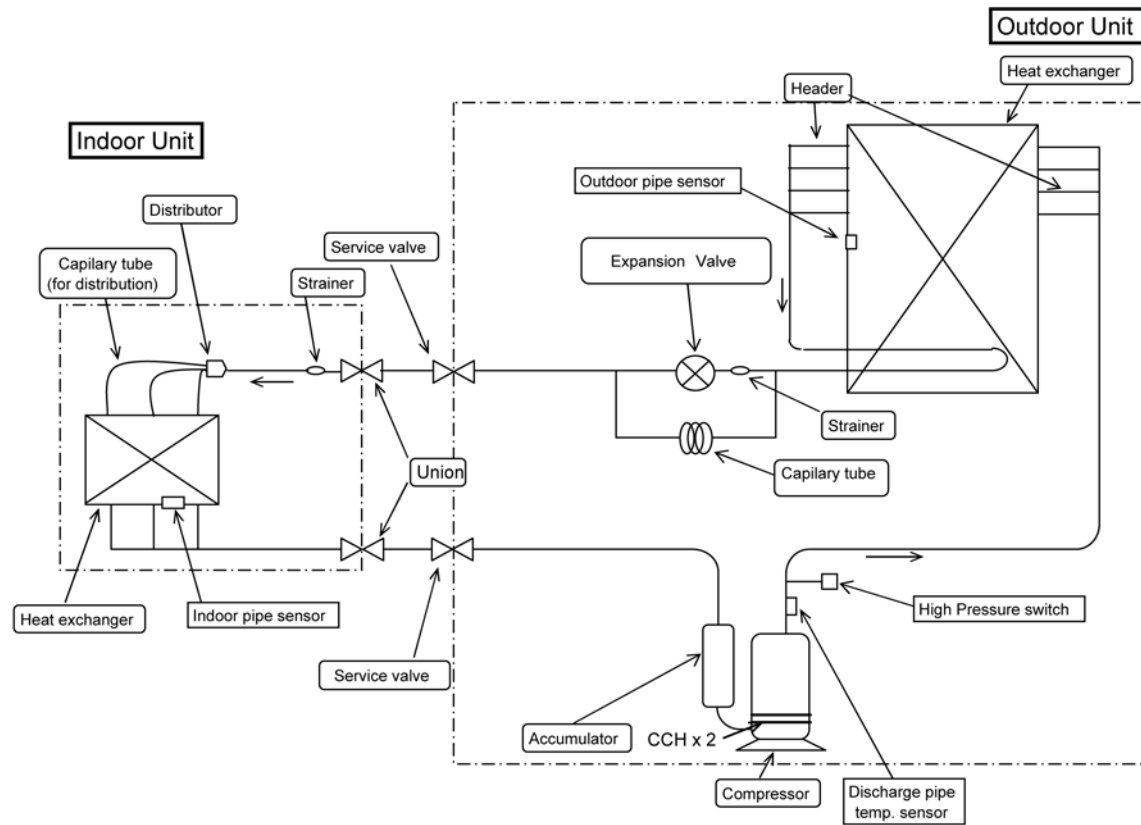 Outdoor Unit
Heat exchanger
Header
Indoor Unit
Outdoor pipe sensor
Distributor
Service valve
Expansion Valve
Capilary tube
(for distribution)
Strainer
Strainer
Union
Capilary tube
Heat exchanger
Indoor pipe sensor
High Pressure switch
Service valve
Accumulator
CCH x 2
Compressor
Discharge pipe
temp. sensor